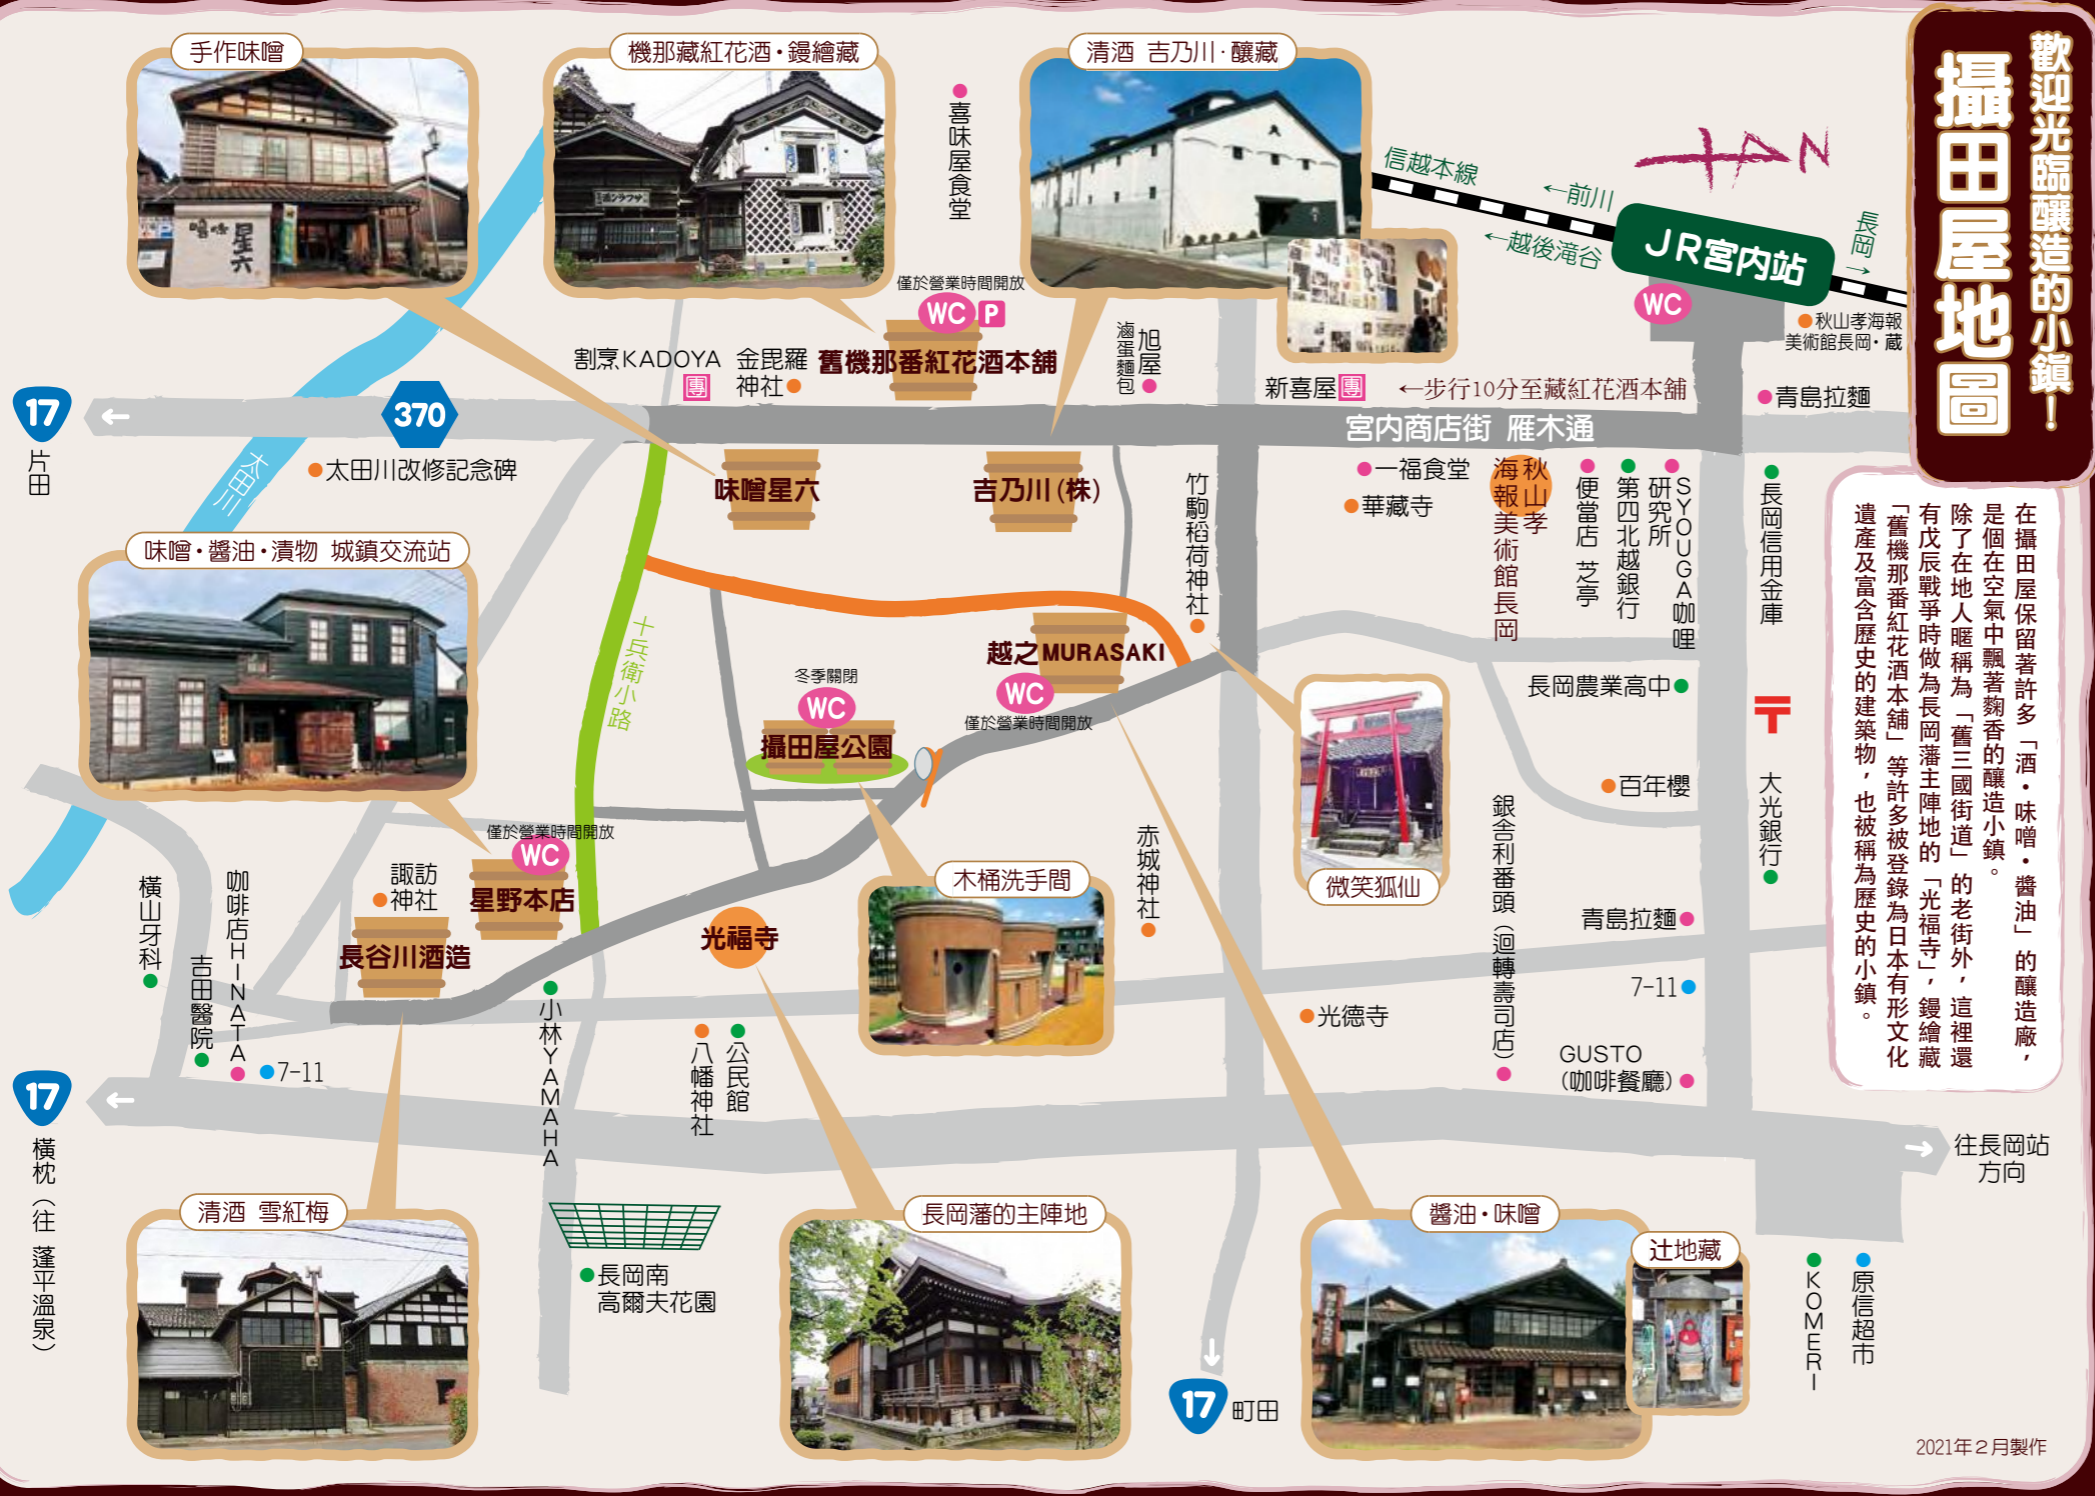 歡迎光臨釀造的小鎮！
攝田屋地圖
在攝田屋保留著許多「酒・味噌・醬油」的釀造廠，
是個在空氣中飄著麴香的釀造小鎮。
除了在地人暱稱為「舊三國街道」的老街外，這裡還
有戊辰戰爭時做為長岡藩主陣地的「光福寺」，鏝繪藏
「舊機那番紅花酒本舖」等許多被登錄為日本有形文化
遺產及富含歷史的建築物，也被稱為歷史的小鎮。
手作味噌
機那藏紅花酒・鏝繪藏
清酒 吉乃川・釀藏
喜味屋食堂
信越本線
←前川
←越後滝谷
長岡→
JR宮内站
WC
秋山孝海報
美術館長岡・蔵
僅於營業時間開放
WC P
割烹KADOYA
團
金毘羅
神社
舊機那番紅花酒本舖
旭屋
滷蛋麵包
新喜屋團
←步行10分至藏紅花酒本舖
青島拉麵
宮内商店街 雁木通
17
片田
370
太田川
太田川改修記念碑
味噌星六
吉乃川(株)
竹駒稻荷神社
一福食堂
華藏寺
秋山孝
海報美術館長岡
便當店 芝亭
第四北越銀行
SYOUGA咖哩
研究所
長岡信用金庫
味噌・醬油・漬物 城鎮交流站
十兵衛小路
越之MURASAKI
WC
僅於營業時間開放
冬季關閉
WC
攝田屋公園
長岡農業高中
百年櫻
大光銀行
微笑狐仙
銀舎利番頭（迴轉壽司店）
僅於營業時間開放
WC
星野本店
諏訪
神社
長谷川酒造
光福寺
木桶洗手間
赤城神社
青島拉麵
7-11
光德寺
GUSTO
（咖啡餐廳）
橫山牙科
吉田醫院
咖啡店HINATA
7-11
小林YAMAHA
八幡神社
公民館
17
橫枕（往 蓬平溫泉）
往長岡站
方向
清酒 雪紅梅
長岡南
高爾夫花園
長岡藩的主陣地
17
町田
醬油・味噌
辻地藏
KOMERI
原信超市
2021年2月製作